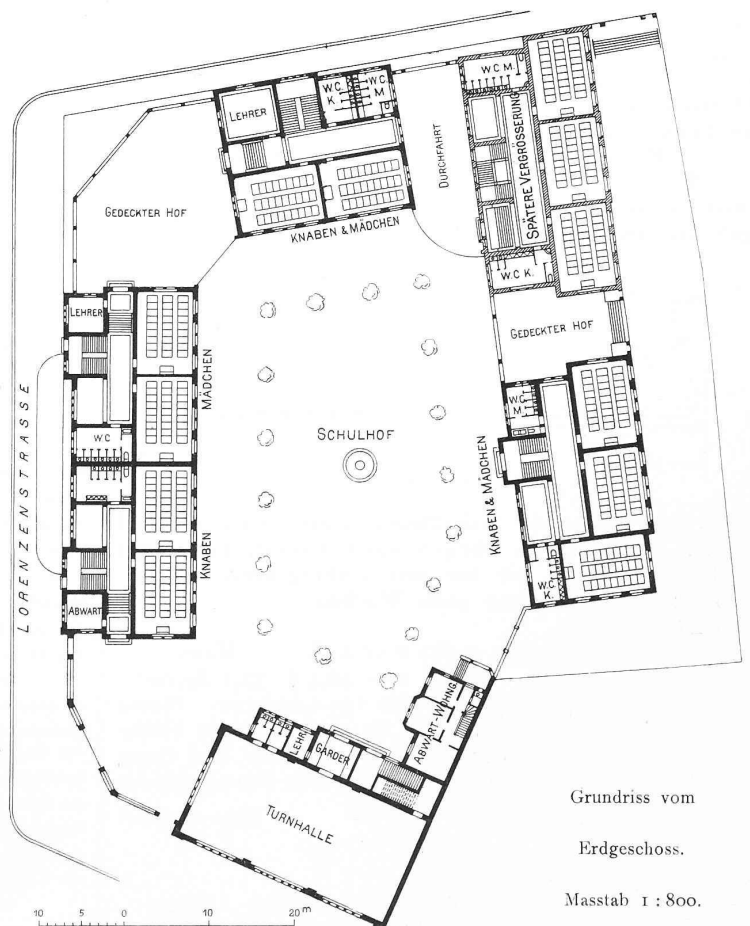 W.C.
K.
W.C.
M
LEHRER
W.C M.
DURCHFAHRT
SPÄTERE VERGRÖSSERUNG
GEDECKTER HOF
KNABEN & MÄDCHEN
W.C K.
LEHRER
GEDECKTER HOF
MÄDCHEN
LORENZENSTRASSE
W.C.
M.
SCHULHOF
W.C
KNABEN & MÄDCHEN
KNABEN
W.C
K.
ABWART
ABWART-WOHNG.
LEHR.
GARDER
TURNHALLE
Grundriss vom
Erdgeschoss.
Masstab 1 : 800.
10 5 0 10 20 m